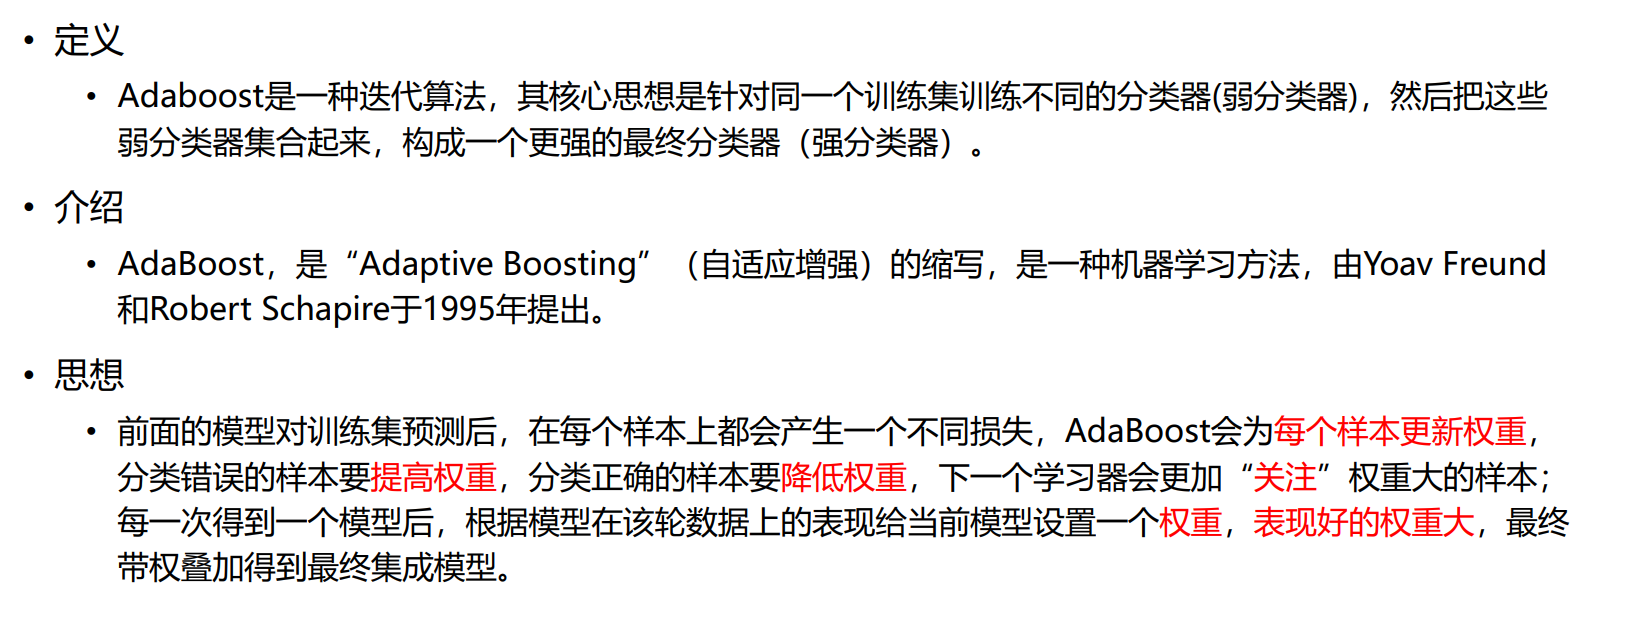 • 定义
• Adaboost是一种迭代算法，其核心思想是针对同一个训练集训练不同的分类器(弱分类器)，然后把这些
弱分类器集合起来，构成一个更强的最终分类器（强分类器）。
• 介绍
• AdaBoost，是“Adaptive Boosting”（自适应增强）的缩写，是一种机器学习方法，由Yoav Freund
和Robert Schapire于1995年提出。
• 思想
• 前面的模型对训练集预测后，在每个样本上都会产生一个不同损失，AdaBoost会为每个样本更新权重，
分类错误的样本要提高权重，分类正确的样本要降低权重，下一个学习器会更加“关注”权重大的样本；
每一次得到一个模型后，根据模型在该轮数据上的表现给当前模型设置一个权重，表现好的权重大，最终
带权叠加得到最终集成模型。